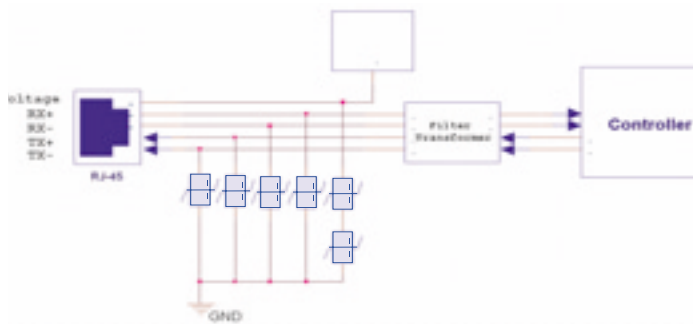 oltage
RX+
RX-
TX+
TX-
RJ-45
Filter
Transformer
Controller
GND